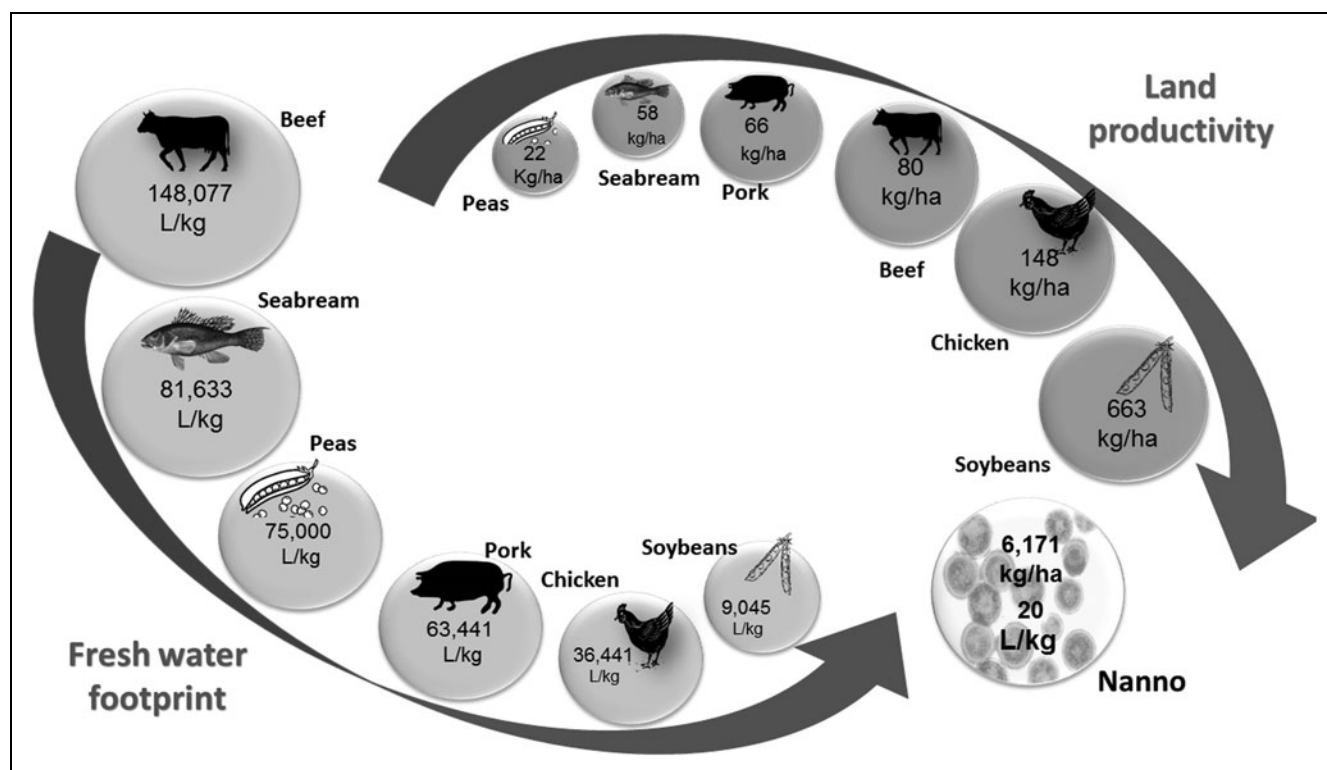 Land
productivity
Peas
22
Kg/ha
Seabream
58
kg/ha
Pork
66
kg/ha
Beef
80
kg/ha
Chicken
148
kg/ha
Soybeans
663
kg/ha
Beef
148,077
L/kg
Seabream
81,633
L/kg
Peas
75,000
L/kg
Pork
63,441
L/kg
Chicken
36,441
L/kg
Soybeans
9,045
L/kg
Fresh water
footprint
6,171
kg/ha
20
L/kg
Nanno